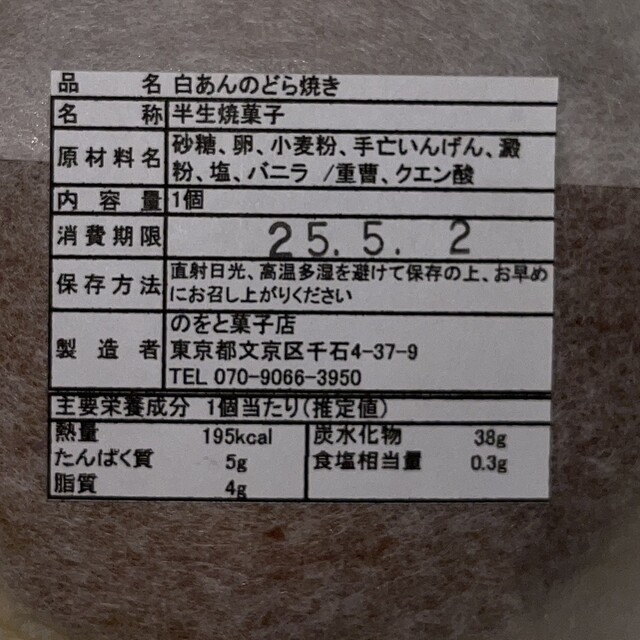 品名 白あんのどら焼き
名称 半生焼菓子
原材料名 砂糖、卵、小麦粉、手亡いんげん、澱
粉、塩、バニラ /重曹、クエン酸
内容量 1個
消費期限 25.5.2
保存方法 直射日光、高温多湿を避けて保存の上、お早め
にお召し上がりください
製造者 のをと菓子店
東京都文京区千石4-37-9
TEL 070-9066-3950
主要栄養成分 1個当たり(推定値)
熱量 195kcal 炭水化物 38g
たんぱく質 5g 食塩相当量 0.3g
脂質 4g